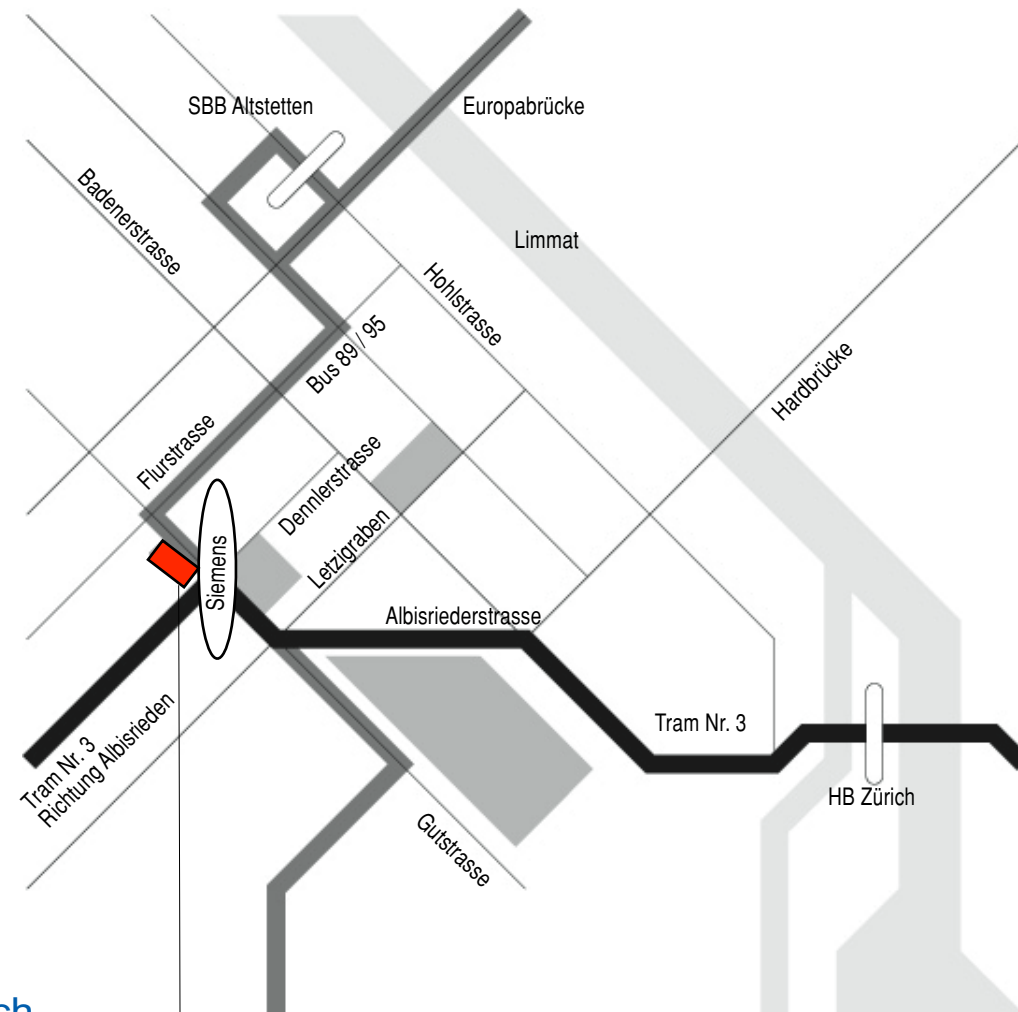 SBB Altstetten
Europabrücke
Badenerstrasse
Limmat
Hohlstrasse
Bus 89 / 95
Hardbrücke
Flurstrasse
Dennlerstrasse
Letzigraben
Siemens
Albisriederstrasse
Tram Nr. 3
Richtung Albisrieden
Tram Nr. 3
HB Zürich
Gutstrasse